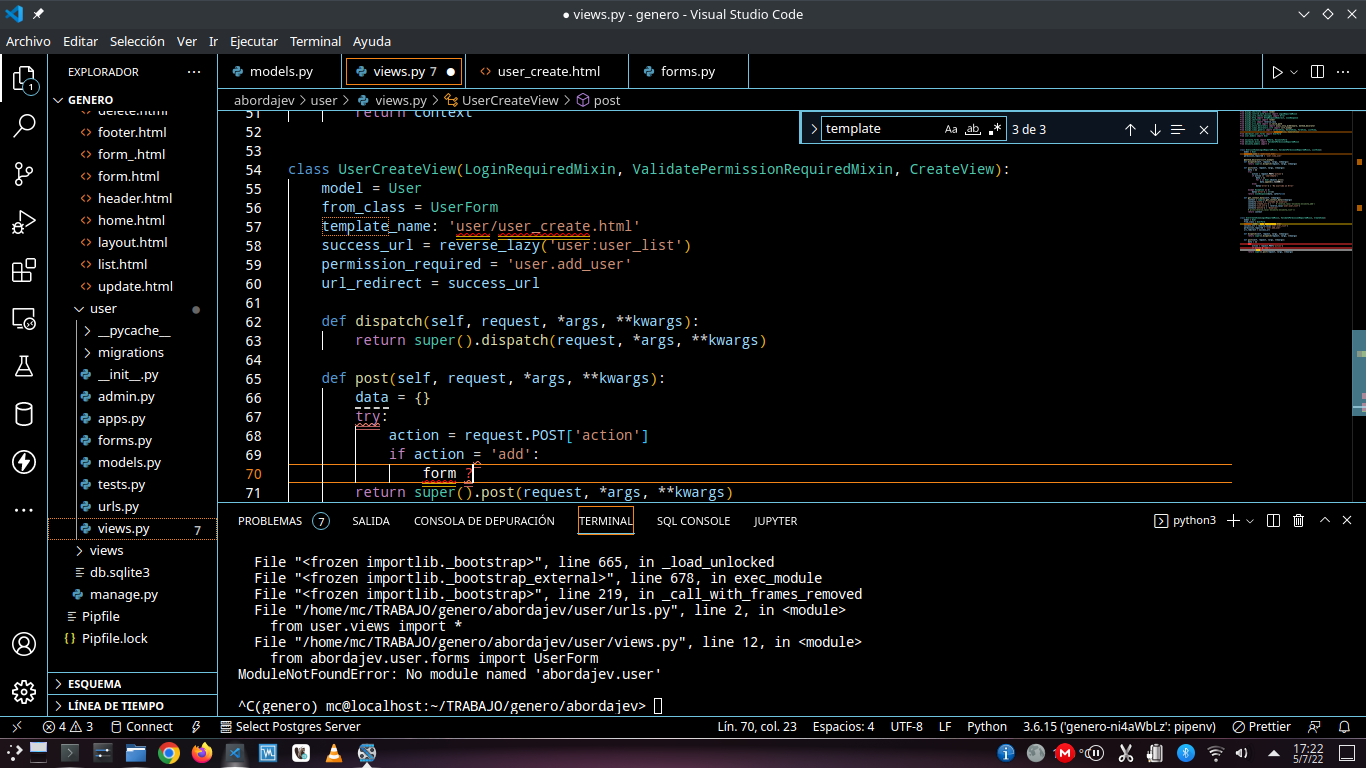 ● views.py - genero - Visual Studio Code
Archivo Editar Selección Ver Ir Ejecutar Terminal Ayuda
EXPLORADOR ···
models.py
views.py 7 ●
user_create.html
forms.py
GENERO
abordajev > user > views.py > UserCreateView > post
delete.html
footer.html
form_.html
form.html
header.html
home.html
layout.html
list.html
update.html
user
__pycache__
migrations
__init__.py
admin.py
apps.py
forms.py
models.py
tests.py
urls.py
views.py 7
views
db.sqlite3
manage.py
Pipfile
{} Pipfile.lock
ESQUEMA
LÍNEA DE TIEMPO
1
template Aa ab .* 3 de 3
51 return context
52
53
54 class UserCreateView(LoginRequiredMixin, ValidatePermissionRequiredMixin, CreateView):
55 model = User
56 from_class = UserForm
57 template_name: 'user/user_create.html'
58 success_url = reverse_lazy('user:user_list')
59 permission_required = 'user.add_user'
60 url_redirect = success_url
61
62 def dispatch(self, request, *args, **kwargs):
63 return super().dispatch(request, *args, **kwargs)
64
65 def post(self, request, *args, **kwargs):
66 data = {}
67 try:
68 action = request.POST['action']
69 if action = 'add':
70 form ?
71 return super().post(request, *args, **kwargs)
PROBLEMAS 7 SALIDA CONSOLA DE DEPURACIÓN TERMINAL SQL CONSOLE JUPYTER python3
File "<frozen importlib._bootstrap>", line 665, in _load_unlocked
File "<frozen importlib._bootstrap_external>", line 678, in exec_module
File "<frozen importlib._bootstrap>", line 219, in _call_with_frames_removed
File "/home/mc/TRABAJO/genero/abordajev/user/urls.py", line 2, in <module>
from user.views import *
File "/home/mc/TRABAJO/genero/abordajev/user/views.py", line 12, in <module>
from abordajev.user.forms import UserForm
ModuleNotFoundError: No module named 'abordajev.user'
^C(genero) mc@localhost:~/TRABAJO/genero/abordajev>
4 3 Connect Select Postgres Server Lín. 70, col. 23 Espacios: 4 UTF-8 LF Python 3.6.15 ('genero-ni4aWbLz': pipenv) Prettier
17:22
5/7/22